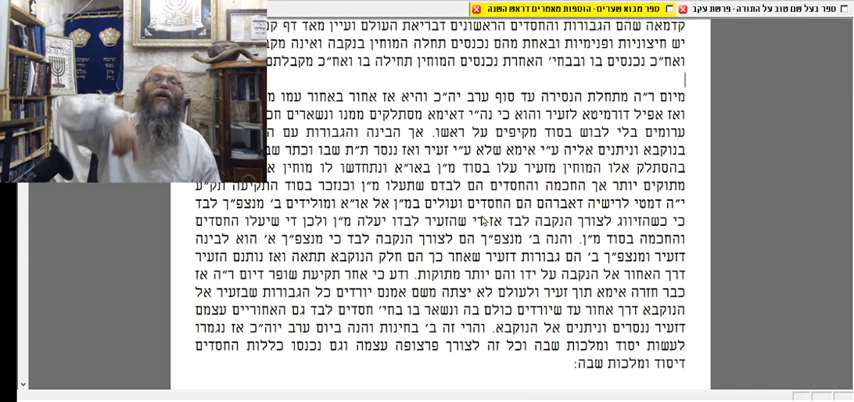 ספר בעל שם טוב על התורה · פרשת עקב
ספר מבוא שערים · הוספות מאמרים דראש השנה
קדמאה שהם הגבורות והחסדים הראשונים דבריאת העולם ועיין מאד דף
יש חיצוניות ופנימיות ובאחת מהם נכנסים תחלה המוחין בנקבה ואינה
ואח"כ נכנסים בו ובבחי' האחרת נכנסים המוחין תחילה בו ואח"כ מקבלתם
מיום ר"ה מתחלת הנסירה עד סוף ערב יה"כ והיא אז אחור באחור עמו
ואז אפיל דורמיטא לזעיר והוא כי נה"י דאימא מסתלקים ממנו ונשארים
ערומים בלי לבוש בסוד מקיפים על ראשו. אך הבינה והגבורות עם
בנוקבא וניתנים אליה ע"י אימא שלא ע"י זעיר ואז ננסר ת"ת שבו וכתר
בהסתלק אלו המוחין מזעיר עלו בסוד מ"ן באו"א ונתחדשו לו מוחין
מתוקים יותר אך החכמה והחסדים הם לבדם שתעלו מ"ן וכנזכר בסוד התקיעה תק"ע
י"ה דמטי לרישיה דאברהם הם החסדים ועולים במ"ן אל או"א ומולידים ב' מנצפ"ך לבד
כי כשהזיווג לצורך הנקבה לבד אז די שהזעיר לבדו יעלה מ"ן ולכן די שיעלו החסדים
והחכמה בסוד מ"ן. והנה ב' מנצפ"ך הם לצורך הנקבה לבד כי מנצפ"ך א' הוא לבינה
דזעיר ומנצפ"ך ב' הם גבורות דזעיר שאחר כך הם חלק הנוקבא תתאה ואז נותנם הזעיר
דרך האחור אל הנקבה על ידו והם יותר מתוקות. ודע כי אחר תקיעת שופר דיום ר"ה אז
כבר חזרה אימא תוך זעיר ולעולם לא יצתה משם אמנם יורדים כל הגבורות שבזעיר אל
הנוקבא דרך אחור עד שיורדים כולם בה ונשאר בו בחי' חסדים לבד גם האחוריים עצמם
דזעיר ננסרים וניתנים אל הנוקבא. והרי זה ב' בחינות והנה ביום ערב יוה"כ אז נגמרו
לעשות יסוד ומלכות שבה וכל זה לצורך פרצופה עצמה וגם נכנסו כללות החסדים
דיסוד ומלכות שבה: